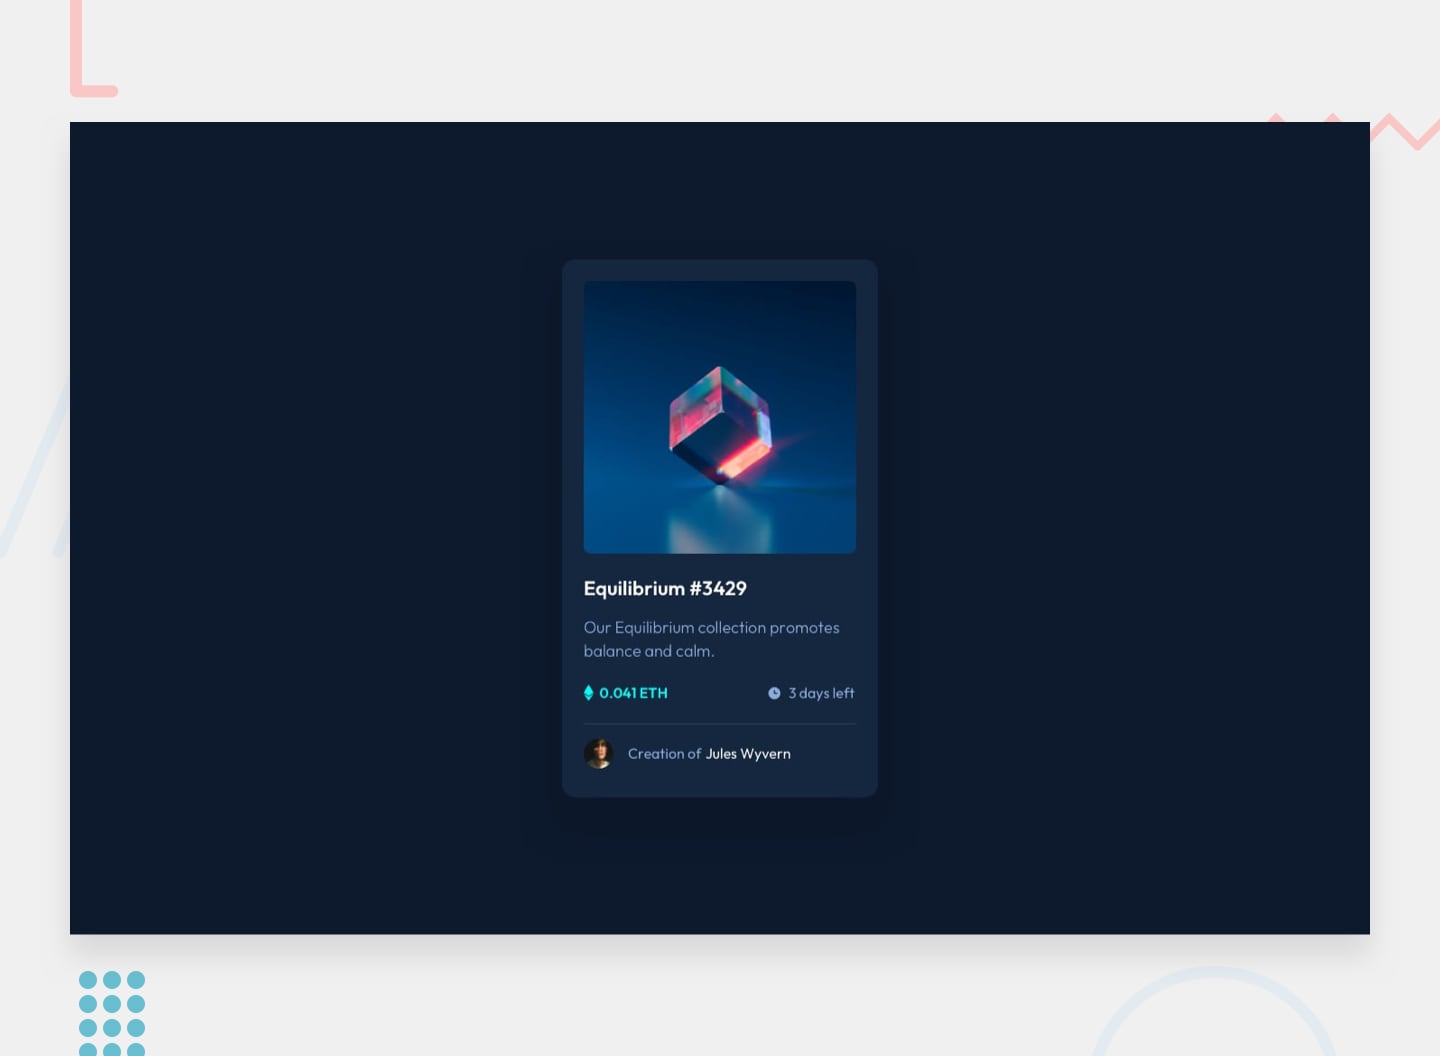 Equilibrium #3429
Our Equilibrium collection promotes
balance and calm.
0.041 ETH
3 days left
Creation of Jules Wyvern